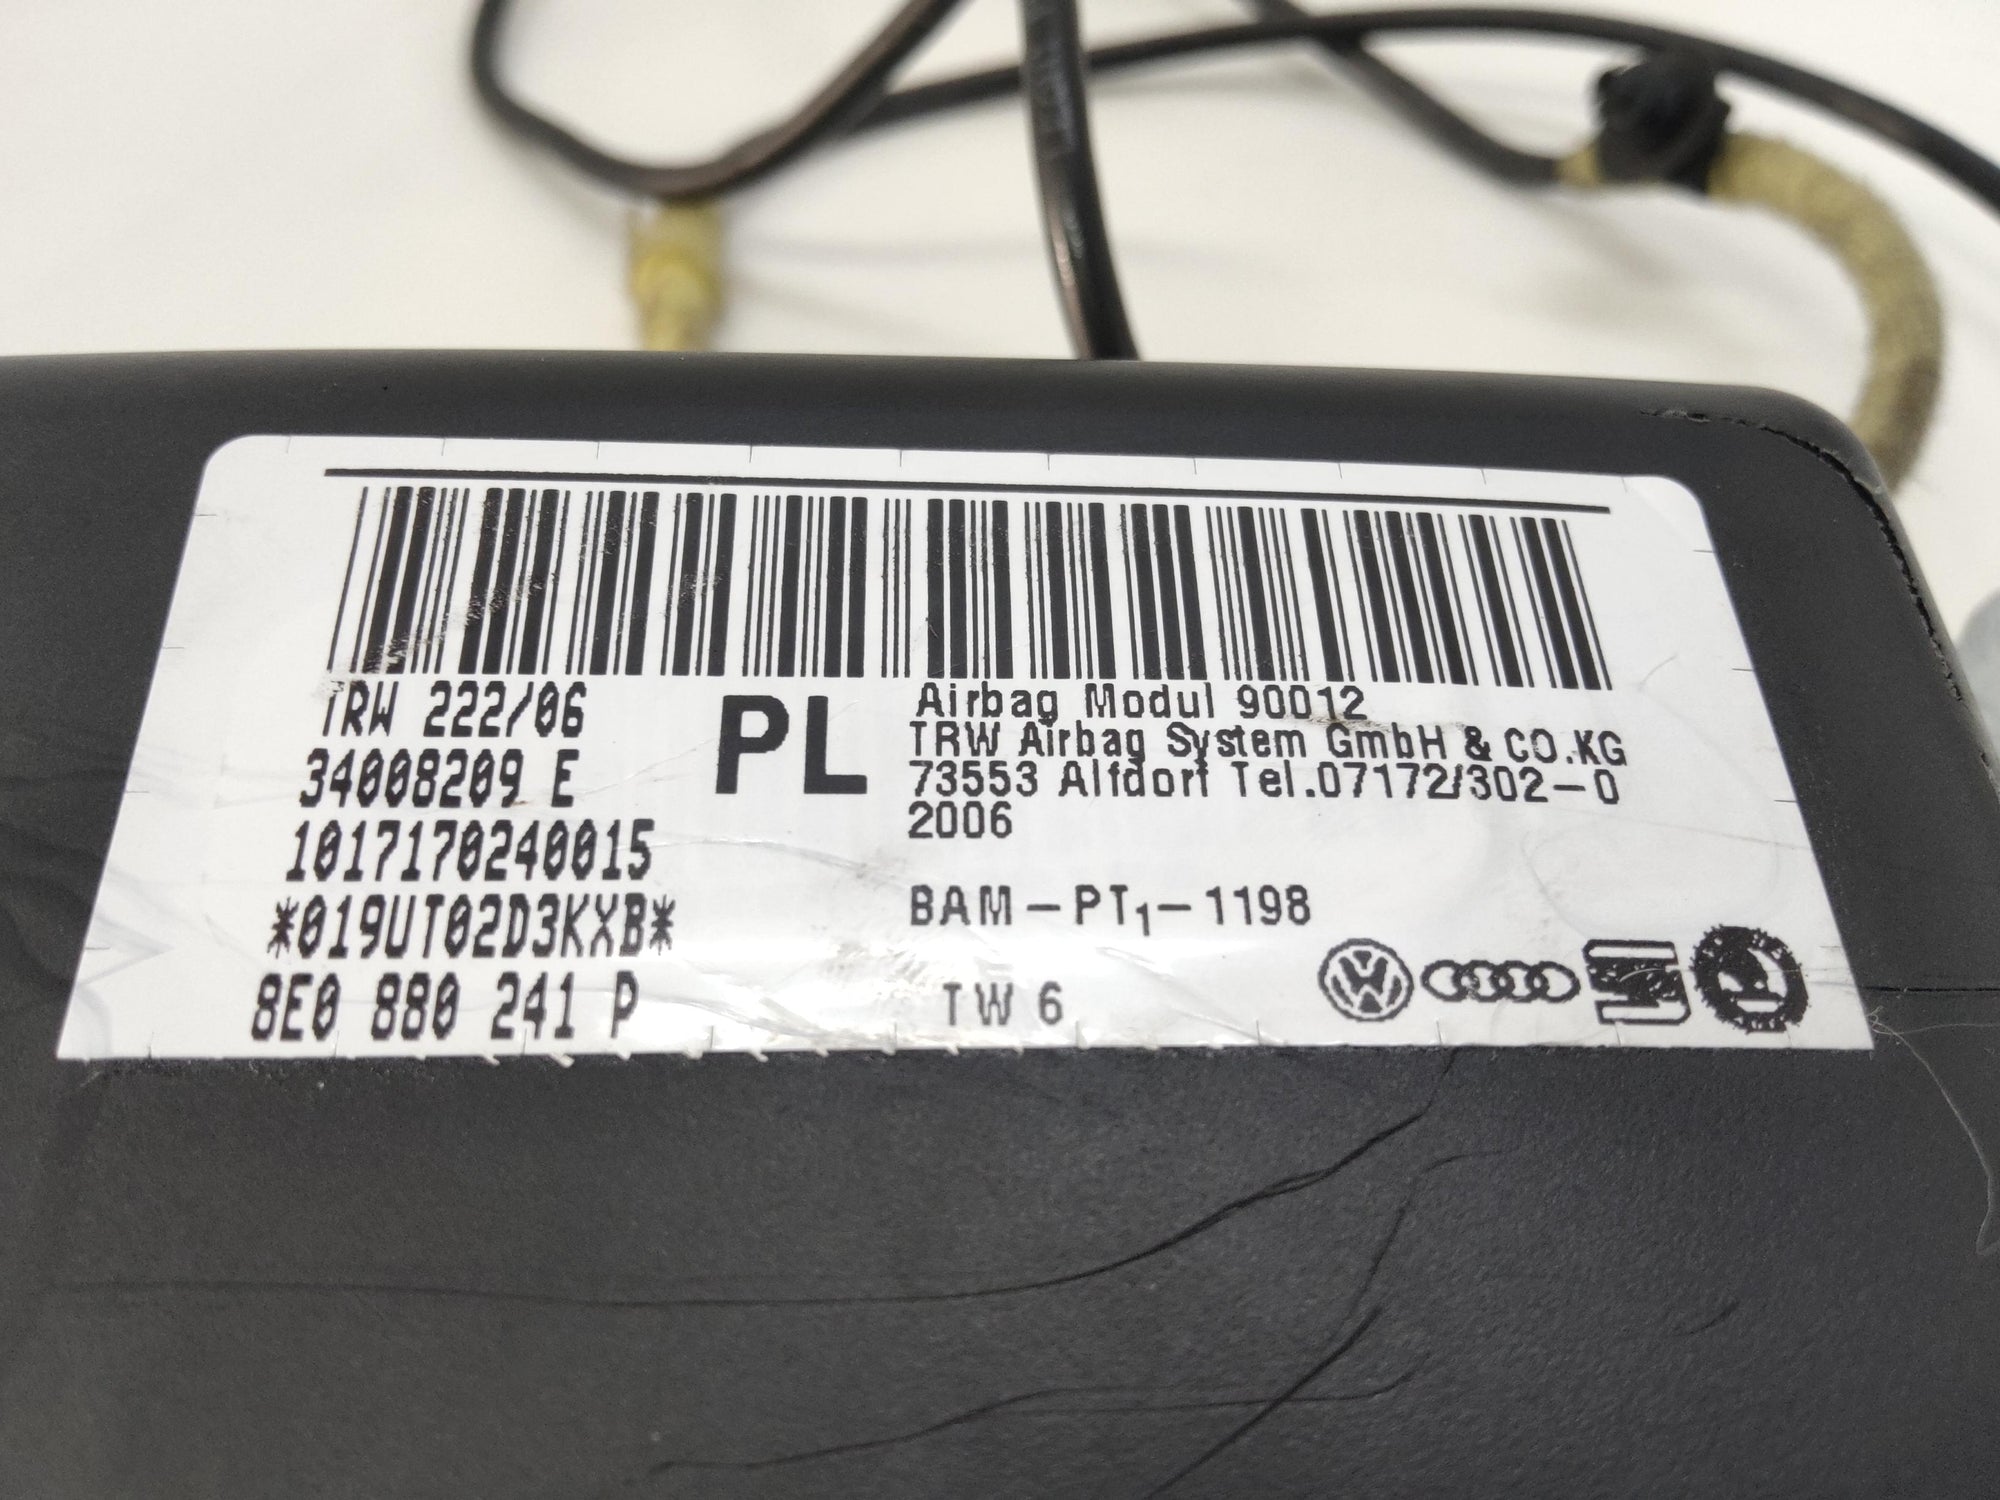 TRW 222/06
34008209 E
1017170240015
*019UT02D3KXB*
8E0 880 241 P
PL
Airbag Modul 90012
TRW Airbag System GmbH & CO.KG
73553 Alfdorf Tel.07172/302-0
2006
BAM-PT1-1198
TW 6